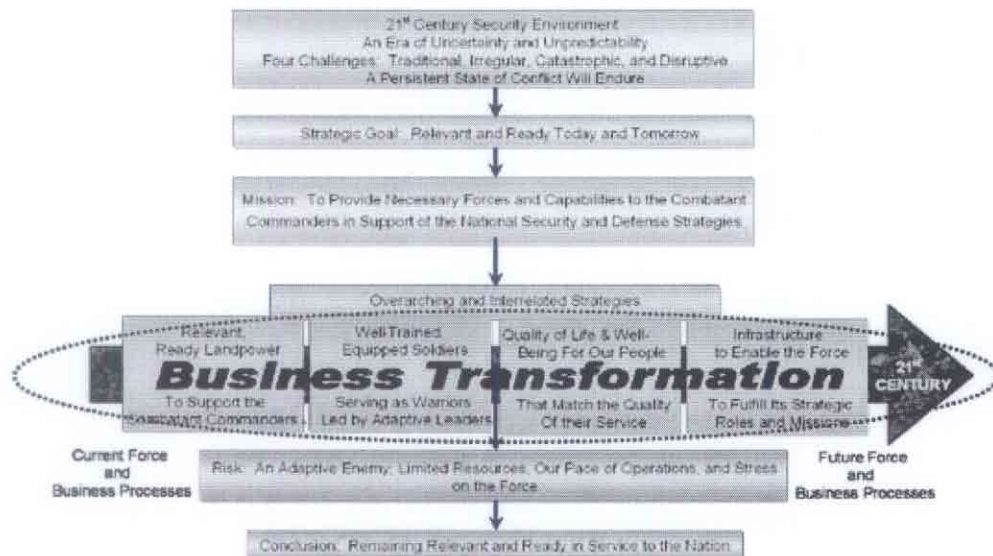 21st Century Security Environment
An Era of Uncertainty and Unpredictability
Four Challenges: Traditional, Irregular, Catastrophic, and Disruptive
A Persistent State of Conflict Will Endure
Strategic Goal: Relevant and Ready Today and Tomorrow
Mission: To Provide Necessary Forces and Capabilities to the Combatant
Commanders in Support of the National Security and Defense Strategies
Overarching and Interrelated Strategies
Relevant,
Ready Landpower
To Support the
Combatant Commanders
Well-Trained,
Equipped Soldiers
Serving as Warriors
Led by Adaptive Leaders
Quality of Life & Well-
Being For Our People
That Match the Quality
Of their Service
Infrastructure
to Enable the Force
To Fulfill Its Strategic
Roles and Missions
Business Transformation
21st
CENTURY
Current Force
and
Business Processes
Future Force
and
Business Processes
Risk: An Adaptive Enemy, Limited Resources, Our Pace of Operations, and Stress
on the Force
Conclusion: Remaining Relevant and Ready in Service to the Nation